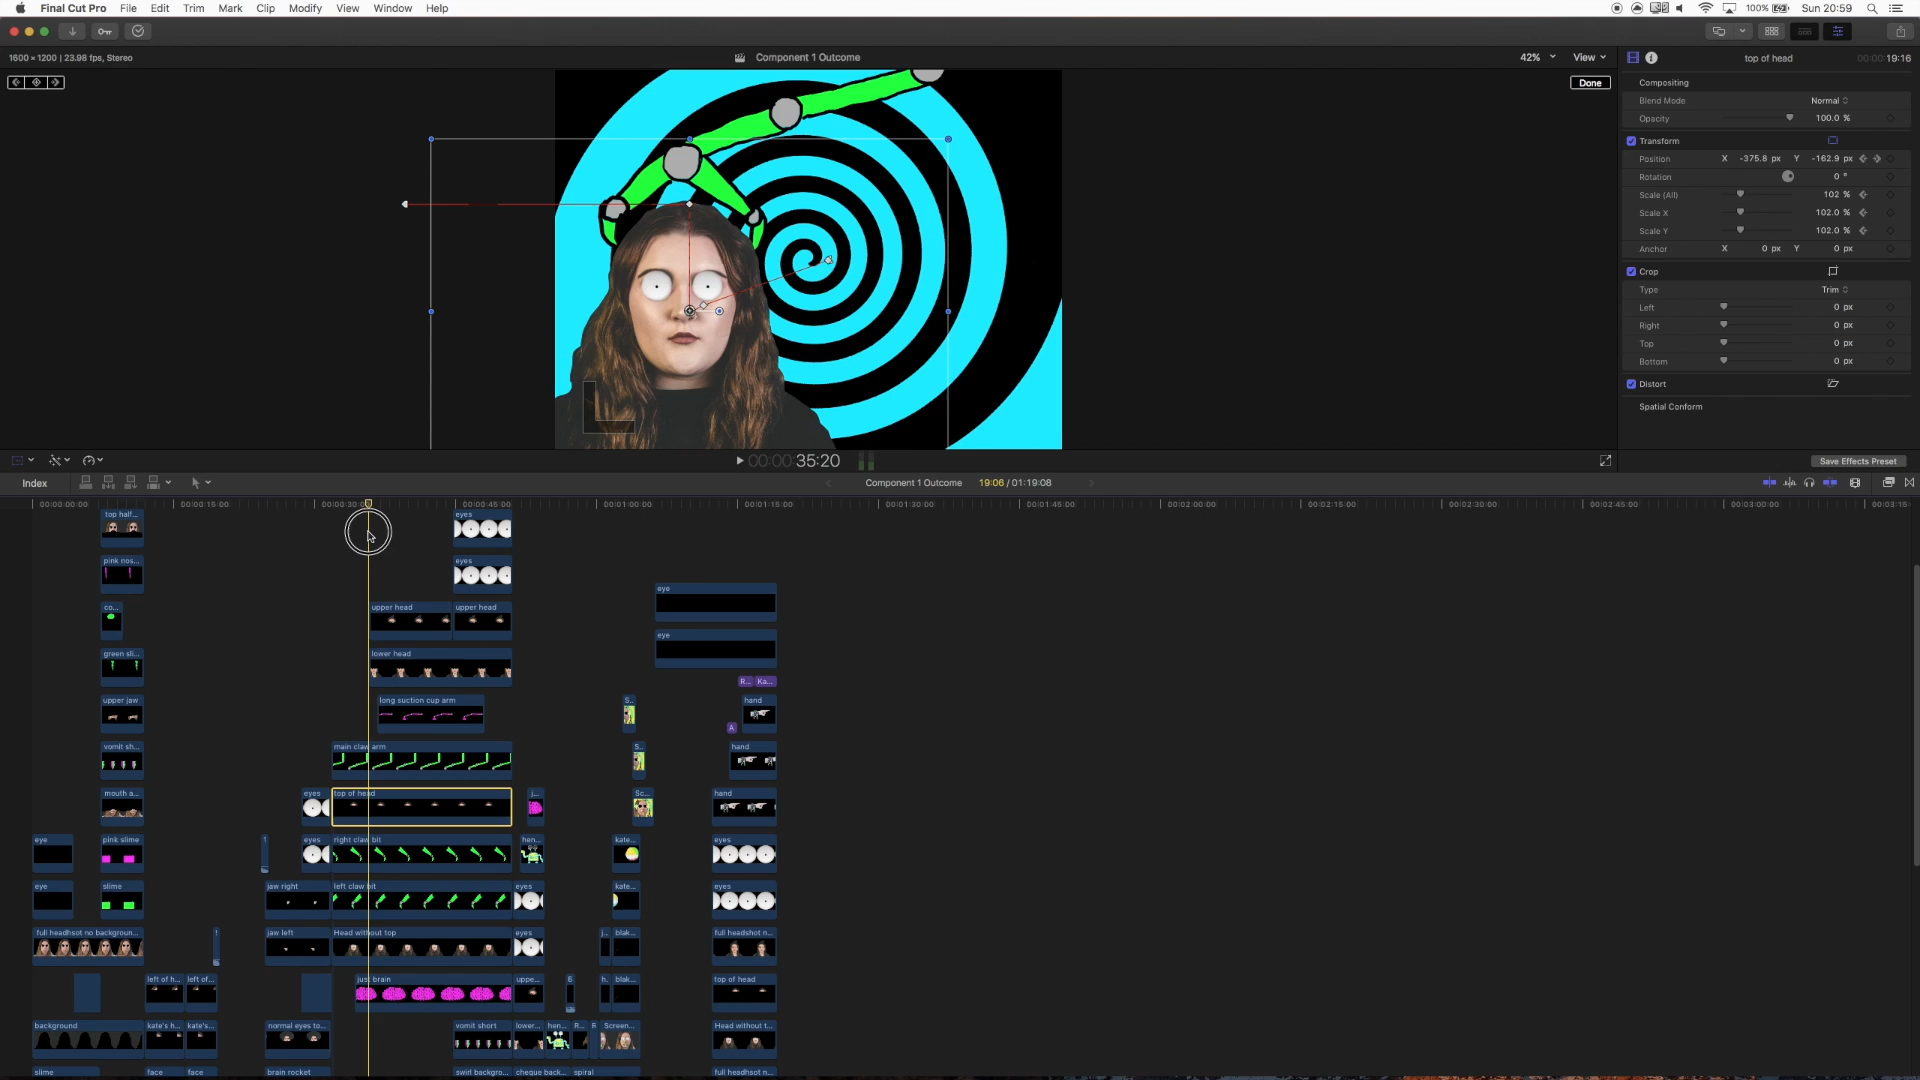 Final Cut Pro File Edit Trim Mark Clip Modify View Window Help
100% Sun 20:59
1600 × 1200 | 23.98 fps, Stereo
Component 1 Outcome
42% View
top of head 00:00:19:16
Done
Compositing
Blend Mode Normal
Opacity 100.0 %
Transform
Position X -375.8 px Y -162.9 px
Rotation 0 °
Scale (All) 102 %
Scale X 102.0 %
Scale Y 102.0 %
Anchor X 0 px Y 0 px
Crop
Type Trim
Left 0 px
Right 0 px
Top 0 px
Bottom 0 px
Distort
Spatial Conform
00:00:35:20
Save Effects Preset
Index
Component 1 Outcome 19:06 / 01:19:08
00:00:00:00 00:00:15:00 00:00:30:00 00:00:45:00 00:01:00:00 00:01:15:00 00:01:30:00 00:01:45:00 00:02:00:00 00:02:15:00 00:02:30:00 00:02:45:00 00:03:00:00 00:03:15:
top half... eyes
pink nos... eyes
eye
co... upper head upper head
eye
green sli... lower head
R... Ka...
upper jaw long suction cup arm S... hand
A
vomit sh... main claw arm S... hand
mouth a... eyes top of head j... Sc... hand
eye pink slime 1 eyes right claw bit hen... kate... eyes
eye slime jaw right left claw bit eyes kate... eyes
full headhsot no backgroun... jaw left Head without top eyes j... blak... full headshot n...
left of h... left of... just brain uppe... 6 h. blak... top of head
background kate's h... kate's... normal eyes to... vomit short lower... hen... R... R Screen... Head without t...
slime face face brain rocket swirl backgro... cheque back... spiral full headshot n...